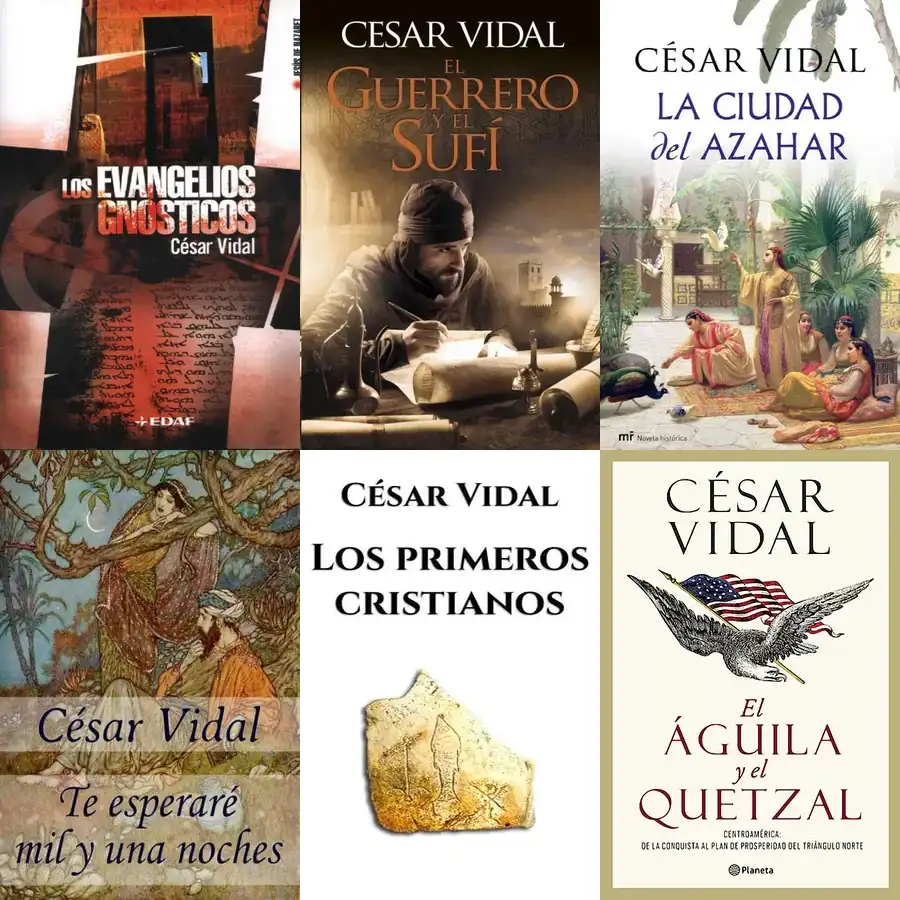 LOS EVANGELIOS
GNÓSTICOS
César Vidal
EDAF
CESAR VIDAL
EL
GUERRERO
Y EL
SUFÍ
CÉSAR VIDAL
LA CIUDAD
del AZAHAR
mr Novela histórica
César Vidal
Te esperaré
mil y una noches
CÉSAR VIDAL
LOS PRIMEROS
CRISTIANOS
CÉSAR
VIDAL
El
ÁGUILA
y el
QUETZAL
CENTROAMÉRICA:
DE LA CONQUISTA AL PLAN DE PROSPERIDAD DEL TRIÁNGULO NORTE
Planeta